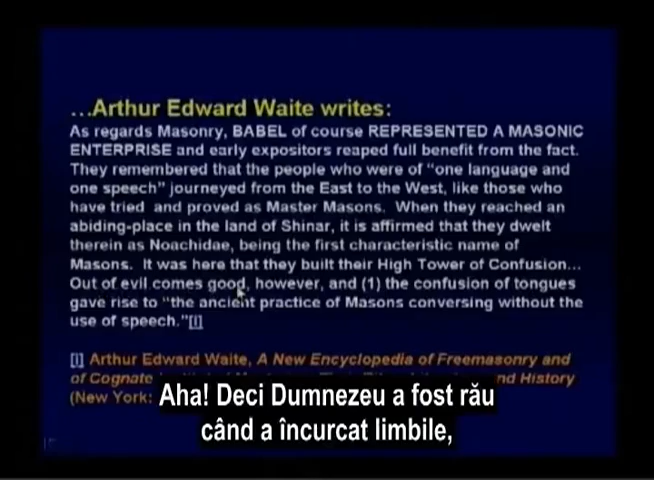 ...Arthur Edward Waite writes:
As regards Masonry, BABEL of course REPRESENTED A MASONIC
ENTERPRISE and early expositors reaped full benefit from the fact.
They remembered that the people who were of "one language and
one speech" journeyed from the East to the West, like those who
have tried and proved as Master Masons. When they reached an
abiding-place in the land of Shinar, it is affirmed that they dwelt
therein as Noachidae, being the first characteristic name of
Masons. It was here that they built their High Tower of Confusion...
Out of evil comes good, however, and (1) the confusion of tongues
gave rise to "the ancient practice of Masons conversing without the
use of speech."[i]
[i] Arthur Edward Waite, A New Encyclopedia of Freemasonry and
of Cognate nd History
(New York:
Aha! Deci Dumnezeu a fost rău
când a încurcat limbile,